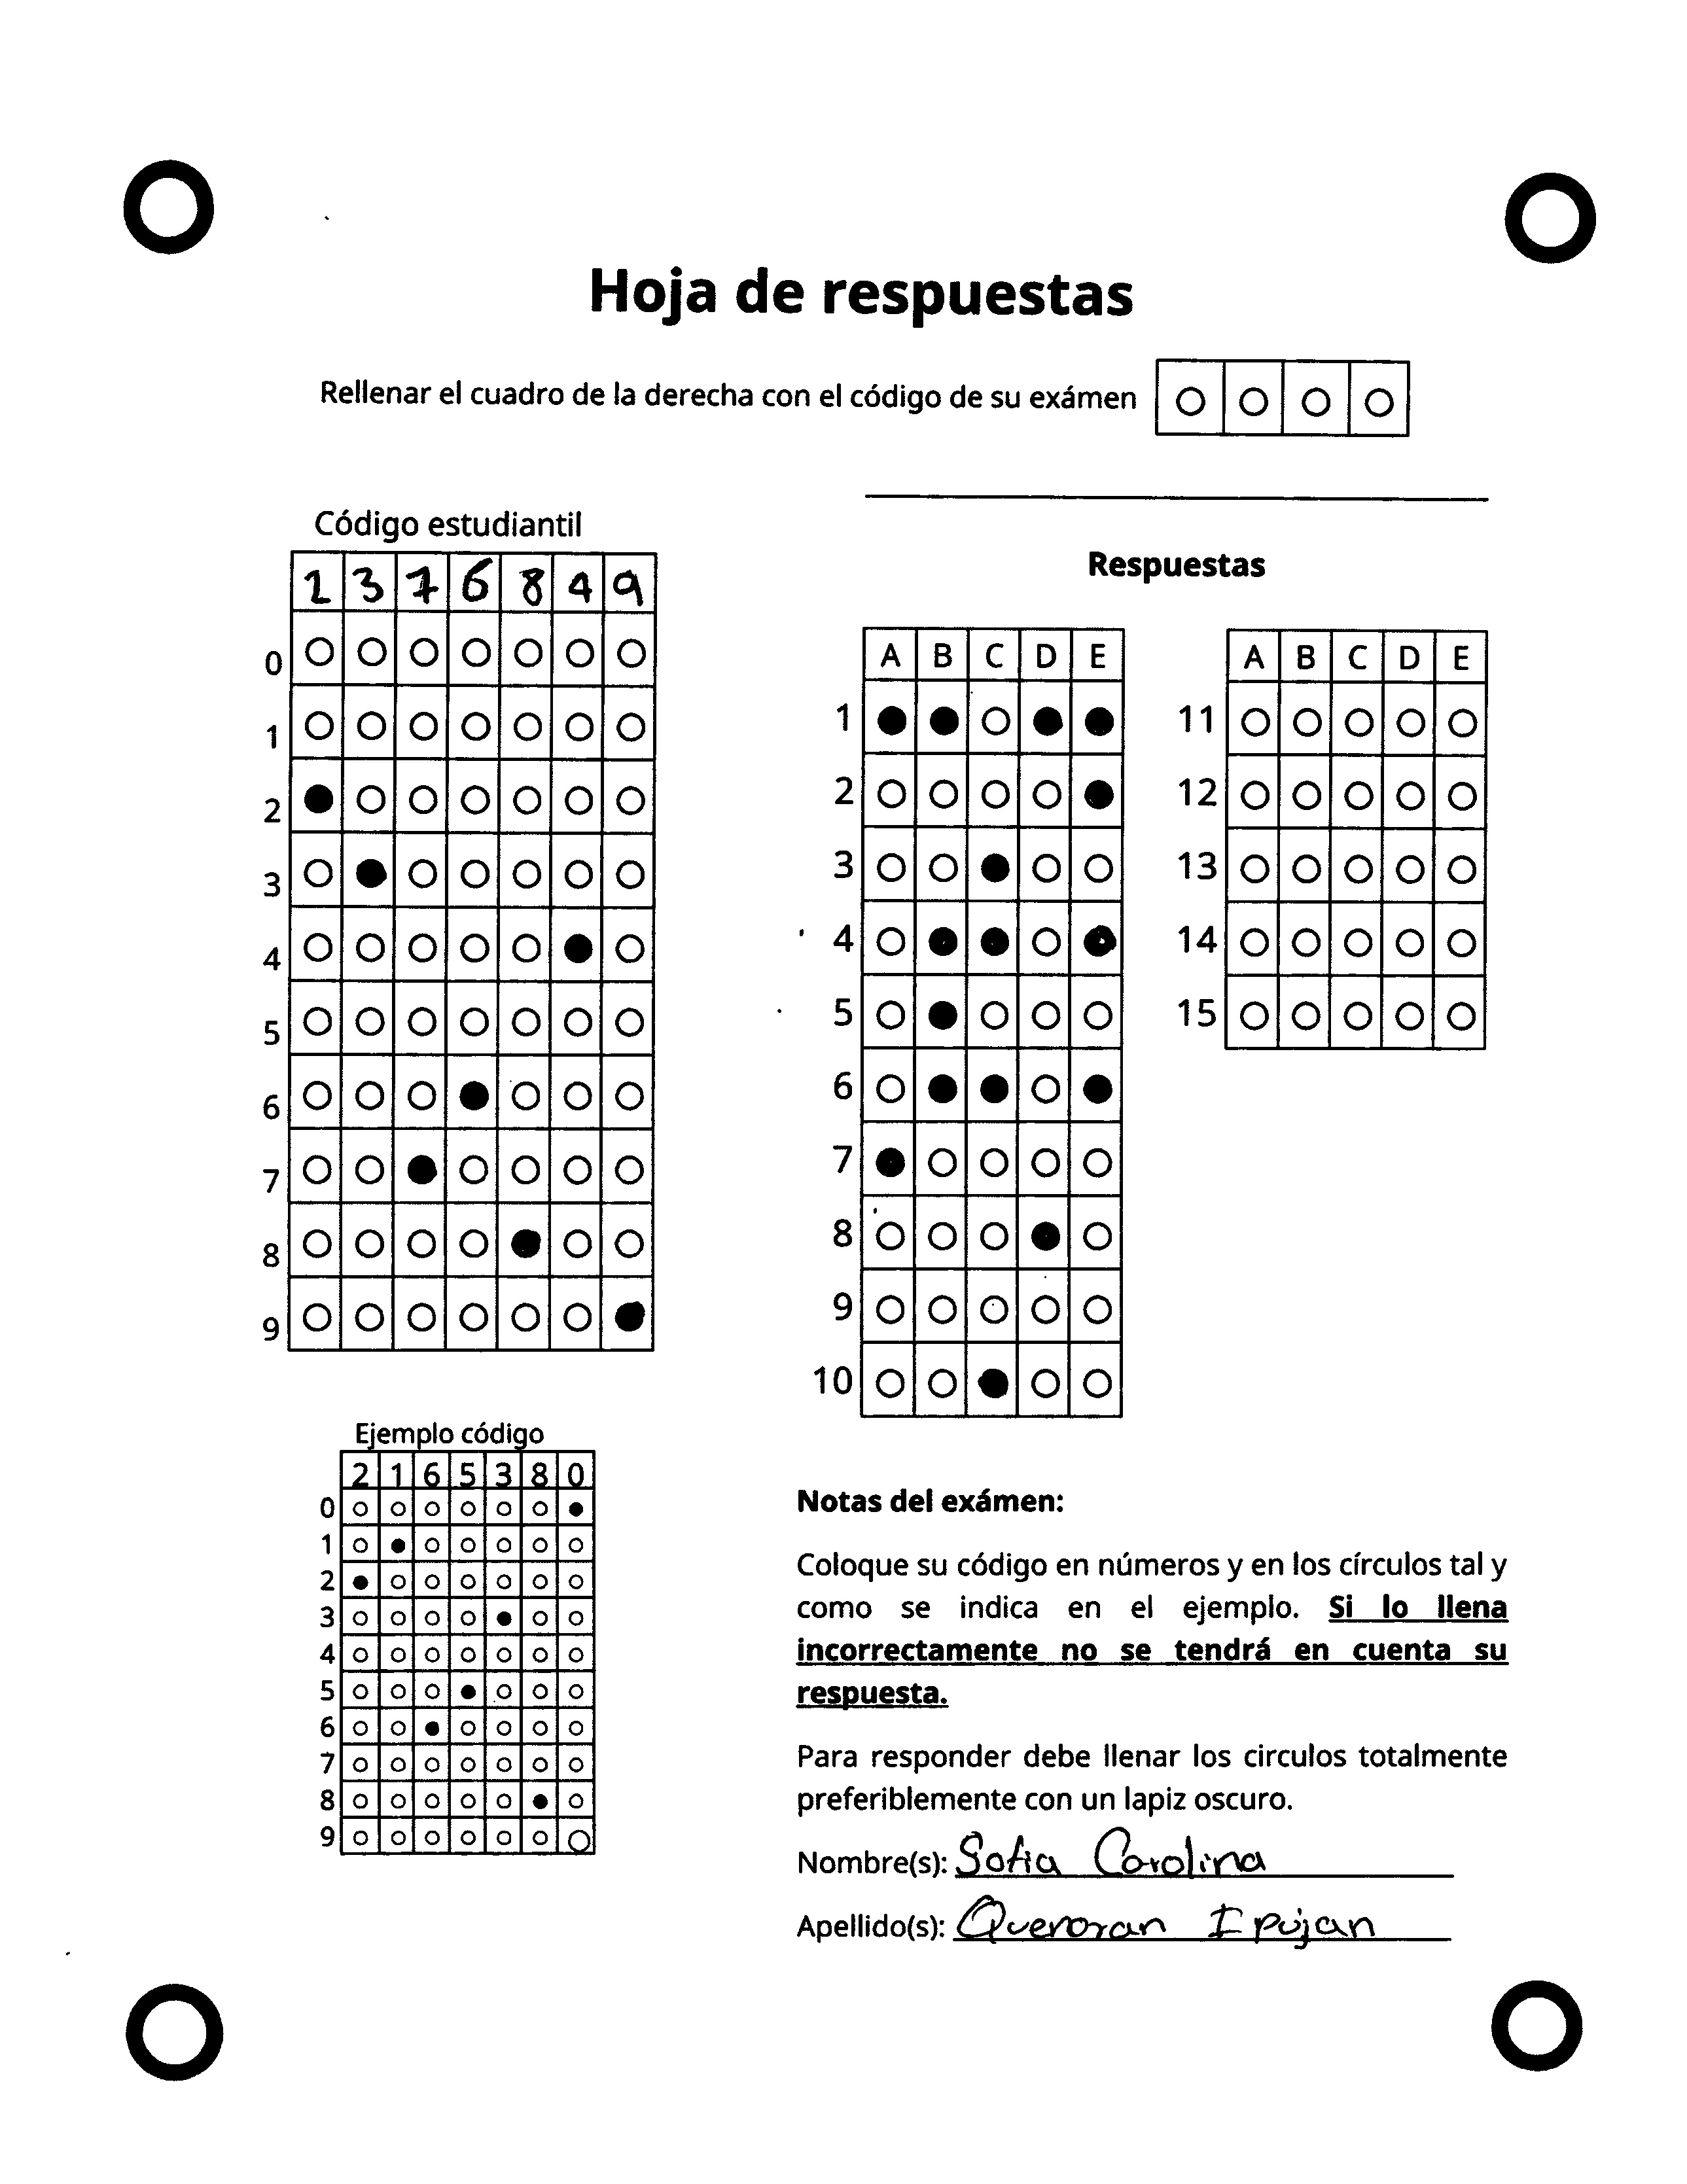 Hoja de respuestas
Rellenar el cuadro de la derecha con el código de su exámen
Código estudiantil
2 3 7 6 8 4 9
0
1
2
3
4
5
6
7
8
9
Respuestas
A B C D E
1
2
3
4
5
6
7
8
9
10
A B C D E
11
12
13
14
15
Ejemplo código
2 1 6 5 3 8 0
0
1
2
3
4
5
6
7
8
9
Notas del exámen:
Coloque su código en números y en los círculos tal y
como se indica en el ejemplo. Si lo llena
incorrectamente no se tendrá en cuenta su
respuesta.
Para responder debe llenar los circulos totalmente
preferiblemente con un lapiz oscuro.
Nombre(s): Sofia Carolina
Apellido(s): Ipujan